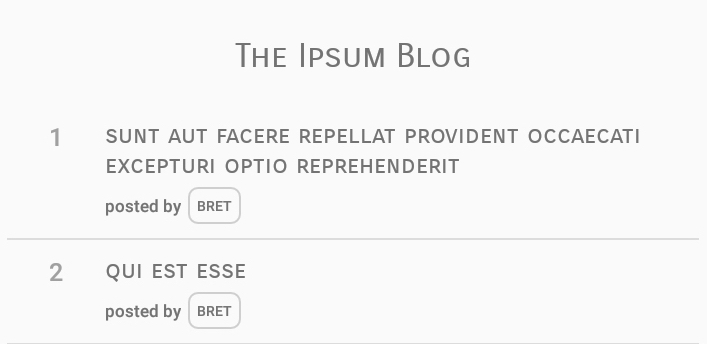 The Ipsum Blog
1 sunt aut facere repellat provident occaecati
excepturi optio reprehenderit
posted by BRET
2 qui est esse
posted by BRET